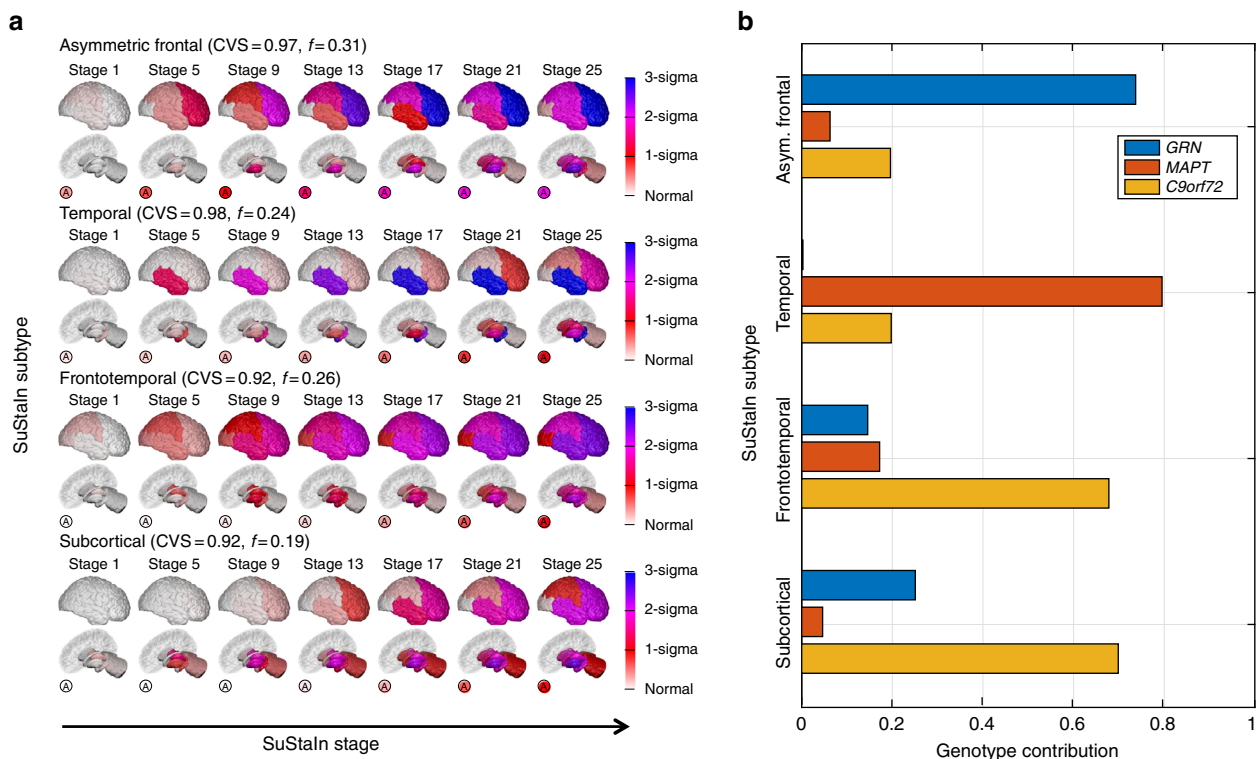 a
Asymmetric frontal (CVS=0.97, f=0.31)
Stage 1 Stage 5 Stage 9 Stage 13 Stage 17 Stage 21 Stage 25
3-sigma
2-sigma
1-sigma
Normal
A A A A A A A
Temporal (CVS=0.98, f=0.24)
Stage 1 Stage 5 Stage 9 Stage 13 Stage 17 Stage 21 Stage 25
3-sigma
2-sigma
1-sigma
Normal
A A A A A A A
Frontotemporal (CVS=0.92, f=0.26)
Stage 1 Stage 5 Stage 9 Stage 13 Stage 17 Stage 21 Stage 25
3-sigma
2-sigma
1-sigma
Normal
A A A A A A A
Subcortical (CVS=0.92, f=0.19)
Stage 1 Stage 5 Stage 9 Stage 13 Stage 17 Stage 21 Stage 25
3-sigma
2-sigma
1-sigma
Normal
A A A A A A A
SuStaIn subtype
SuStaIn stage
b
SuStaIn subtype
Asym. frontal
Temporal
Frontotemporal
Subcortical
GRN
MAPT
C9orf72
0 0.2 0.4 0.6 0.8 1
Genotype contribution